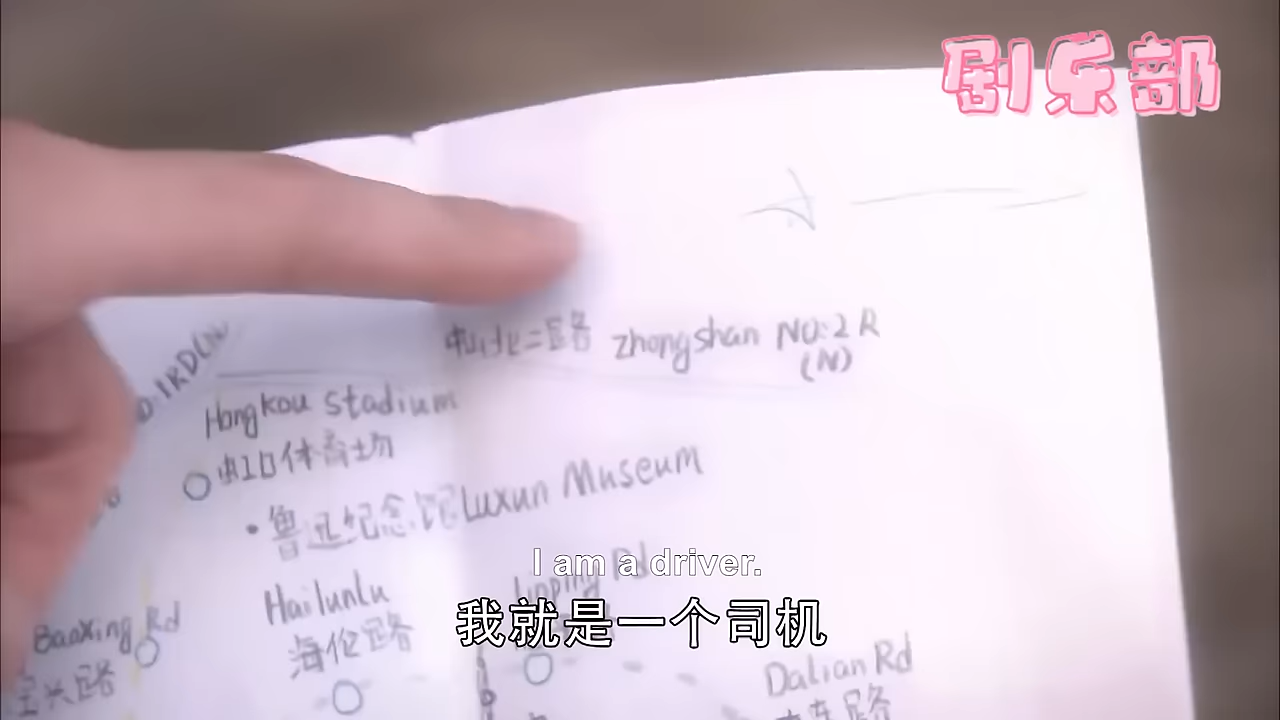 剧乐部
中山北二路 Zhongshan NO.2 R
(N)
Hongkou Stadium
虹口体育场
鲁迅纪念馆 Luxun Museum
I am a driver.
Linping Rd
我就是一个司机
Hailunlu
海伦路
BaoXing Rd
宝兴路
Dalian Rd